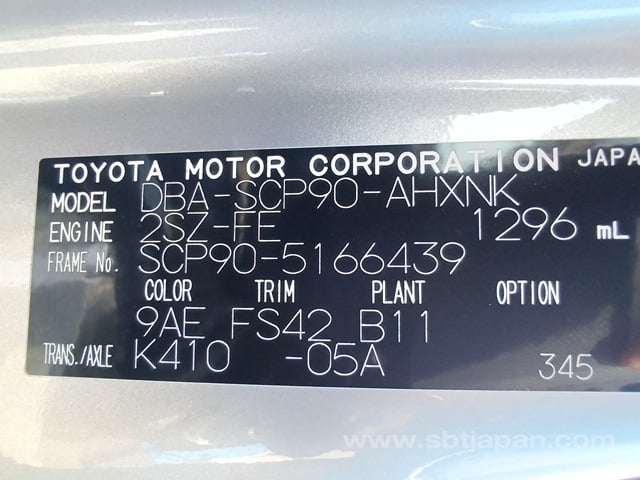 TOYOTA MOTOR CORPORATION JAPA
MODEL DBA-SCP90-AHXNK
ENGINE 2SZ-FE 1296 mL
FRAME No. SCP90-5166439
COLOR TRIM PLANT OPTION
9AE FS42 B11
TRANS./AXLE K410 -05A 345
www.sbtjapan.com